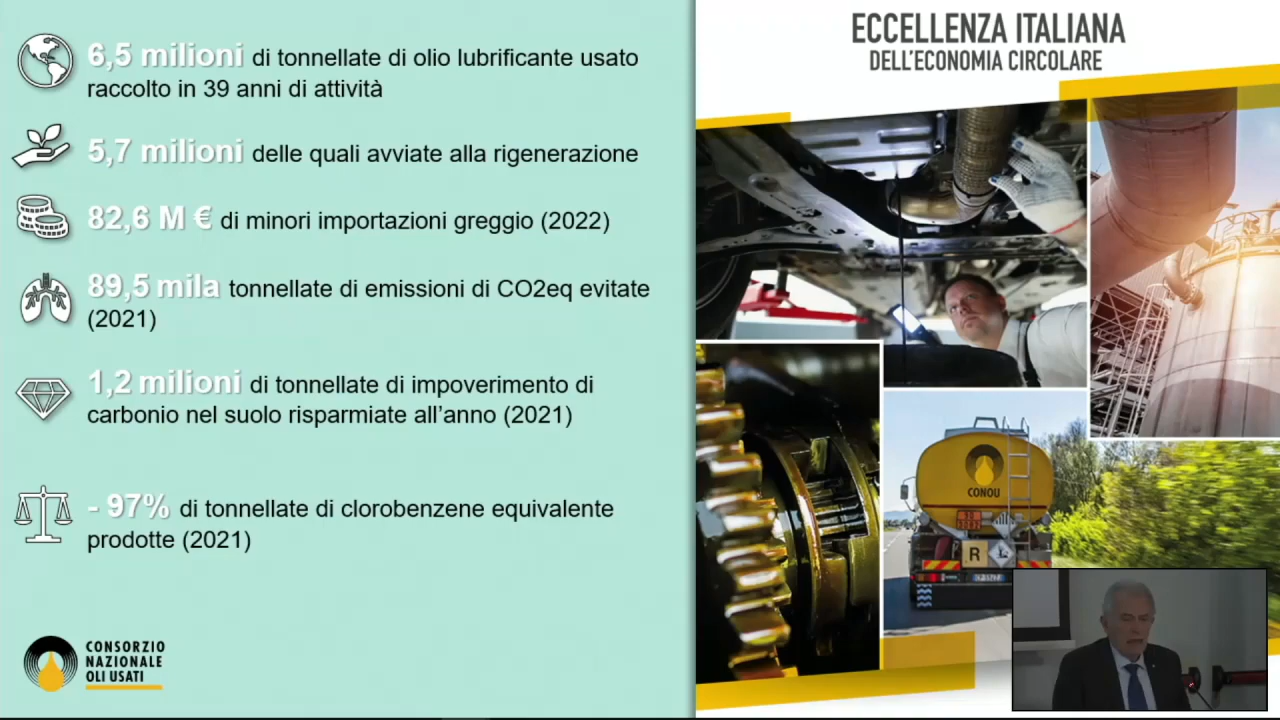 6,5 milioni di tonnellate di olio lubrificante usato
raccolto in 39 anni di attività
5,7 milioni delle quali avviate alla rigenerazione
82,6 M € di minori importazioni greggio (2022)
89,5 mila tonnellate di emissioni di CO2eq evitate
(2021)
1,2 milioni di tonnellate di impoverimento di
carbonio nel suolo risparmiate all’anno (2021)
- 97% di tonnellate di clorobenzene equivalente
prodotte (2021)
CONSORZIO
NAZIONALE
OLI USATI
ECCELLENZA ITALIANA
DELL’ECONOMIA CIRCOLARE
CONOU
90
3082
R